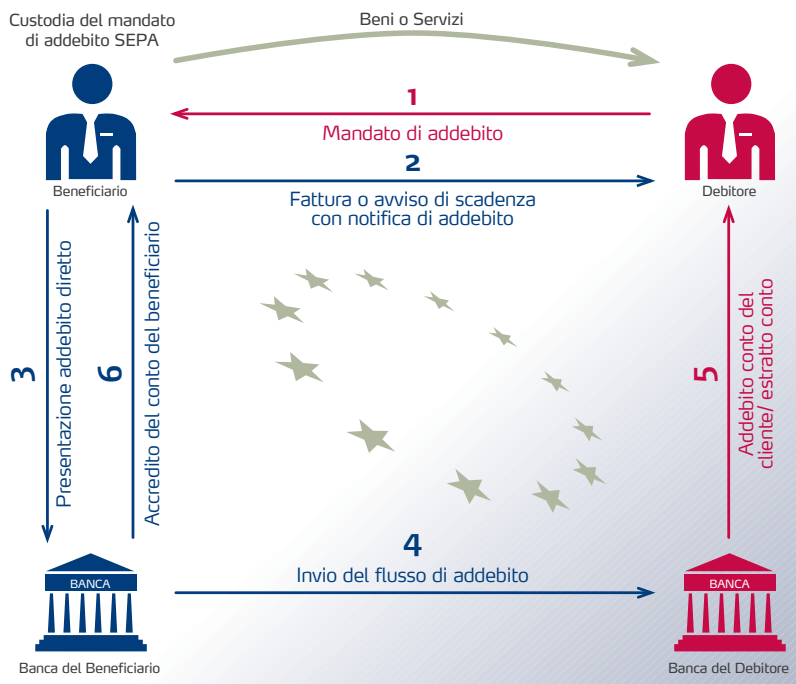 Custodia del mandato
di addebito SEPA
Beni o Servizi
1
Mandato di addebito
2
Fattura o avviso di scadenza
con notifica di addebito
Beneficiario
Debitore
3
Presentazione addebito diretto
6
Accredito del conto del beneficiario
5
Addebito conto del
cliente/ estratto conto
4
Invio del flusso di addebito
BANCA
BANCA
Banca del Beneficiario
Banca del Debitore